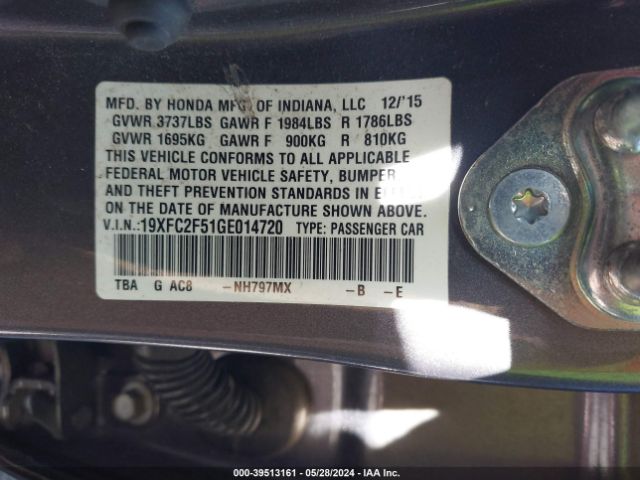 MFD. BY HONDA MFG. OF INDIANA, LLC 12/'15
GVWR 3737LBS GAWR F 1984LBS R 1786LBS
GVWR 1695KG GAWR F 900KG R 810KG
THIS VEHICLE CONFORMS TO ALL APPLICABLE
FEDERAL MOTOR VEHICLE SAFETY, BUMPER
AND THEFT PREVENTION STANDARDS IN EFFECT
ON THE DATE OF MANUFACTURE SHOWN ABOVE.
V.I.N.:19XFC2F51GE014720 TYPE: PASSENGER CAR
TBA G AC8 -NH797MX -B -E
000-39513161 - 05/28/2024 - IAA Inc.